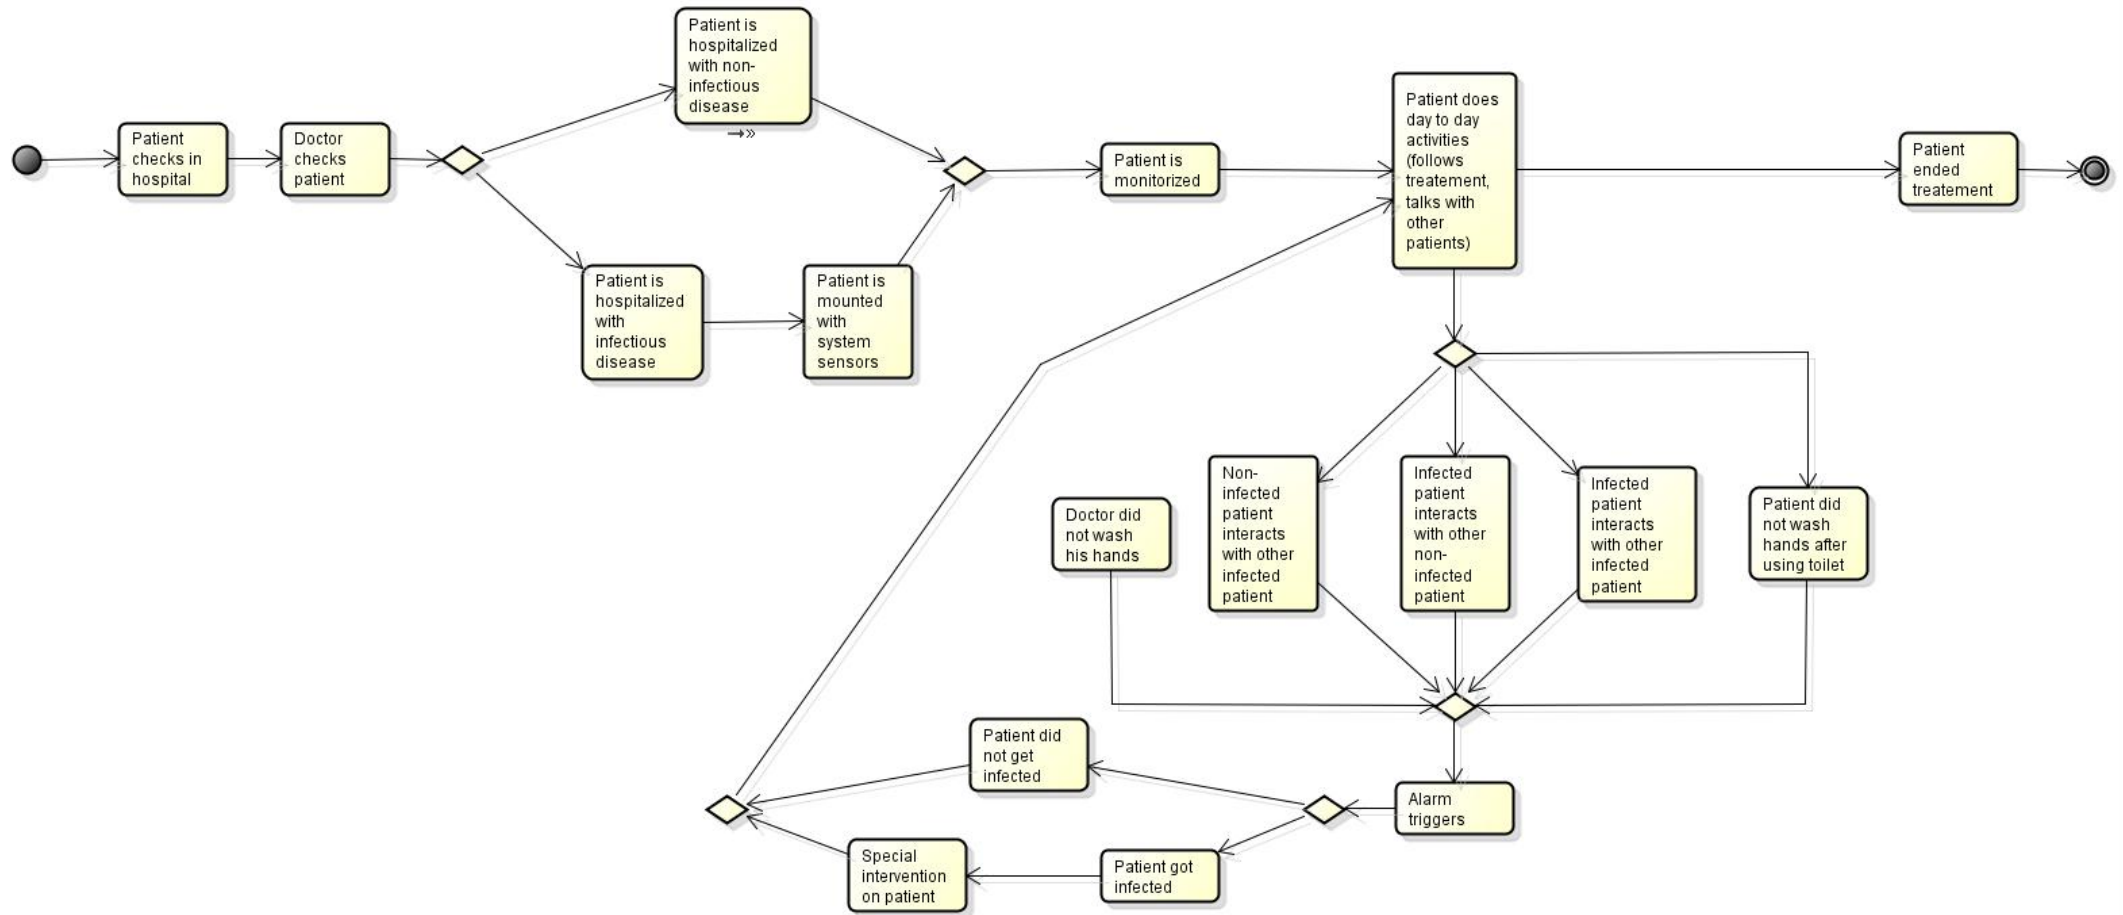 Patient
checks in
hospital
Doctor
checks
patient
Patient is
hospitalized
with non-
infectious
disease
Patient is
hospitalized
with
infectious
disease
Patient is
mounted
with
system
sensors
Patient is
monitorized
Patient does
day to day
activities
(follows
treatement,
talks with
other
patients)
Patient
ended
treatement
Doctor did
not wash
his hands
Non-
infected
patient
interacts
with other
infected
patient
Infected
patient
interacts
with other
non-
infected
patient
Infected
patient
interacts
with other
infected
patient
Patient did
not wash
hands after
using toilet
Alarm
triggers
Patient did
not get
infected
Patient got
infected
Special
intervention
on patient